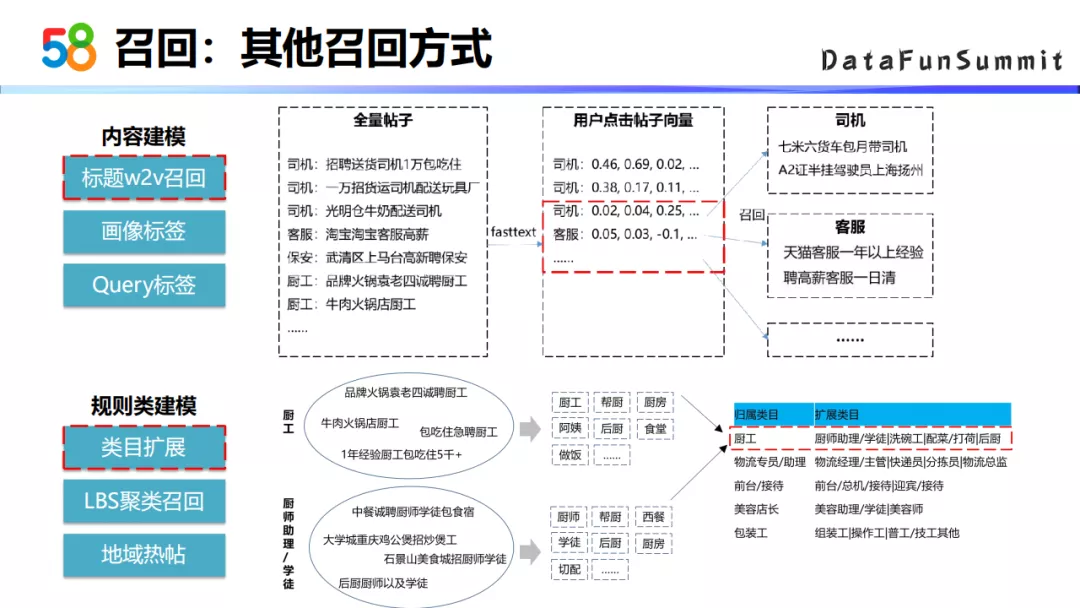 58 召回：其他召回方式
DataFunSummit
内容建模
标题w2v召回
画像标签
Query标签
全量帖子
司机：招聘送货司机1万包吃住
司机：一万招货运司机配送玩具厂
司机：光明仓牛奶配送司机
客服：淘宝淘宝客服高薪
保安：武清区上马台高新聘保安
厨工：品牌火锅袁老四诚聘厨工
厨工：牛肉火锅店厨工
......
fasttext
用户点击帖子向量
司机：0.46, 0.69, 0.02, ...
司机：0.38, 0.17, 0.11, ...
司机：0.02, 0.04, 0.25, ...
客服：0.05, 0.03, -0.1, ...
......
召回
司机
七米六货车包月带司机
A2证半挂驾驶员上海扬州
客服
天猫客服一年以上经验
聘高薪客服一日清
......
规则类建模
类目扩展
LBS聚类召回
地域热帖
厨工
品牌火锅袁老四诚聘厨工
牛肉火锅店厨工
包吃住急聘厨工
1年经验厨工包吃住5千+
厨工 帮厨 厨房
阿姨 后厨 食堂
做饭 ......
厨师助理/学徒
中餐诚聘厨师学徒包食宿
大学城重庆鸡公煲招炒煲工
石景山美食城招厨师学徒
后厨厨师以及学徒
厨师 帮厨 西餐
学徒 后厨 厨房
切配 ......
归属类目 扩展类目
厨工 厨师助理/学徒|洗碗工|配菜/打荷|后厨
物流专员/助理 物流经理/主管|快递员|分拣员|物流总监
前台/接待 前台/总机/接待|迎宾/接待
美容店长 美容助理/学徒|美容师
包装工 组装工|操作工|普工/技工其他